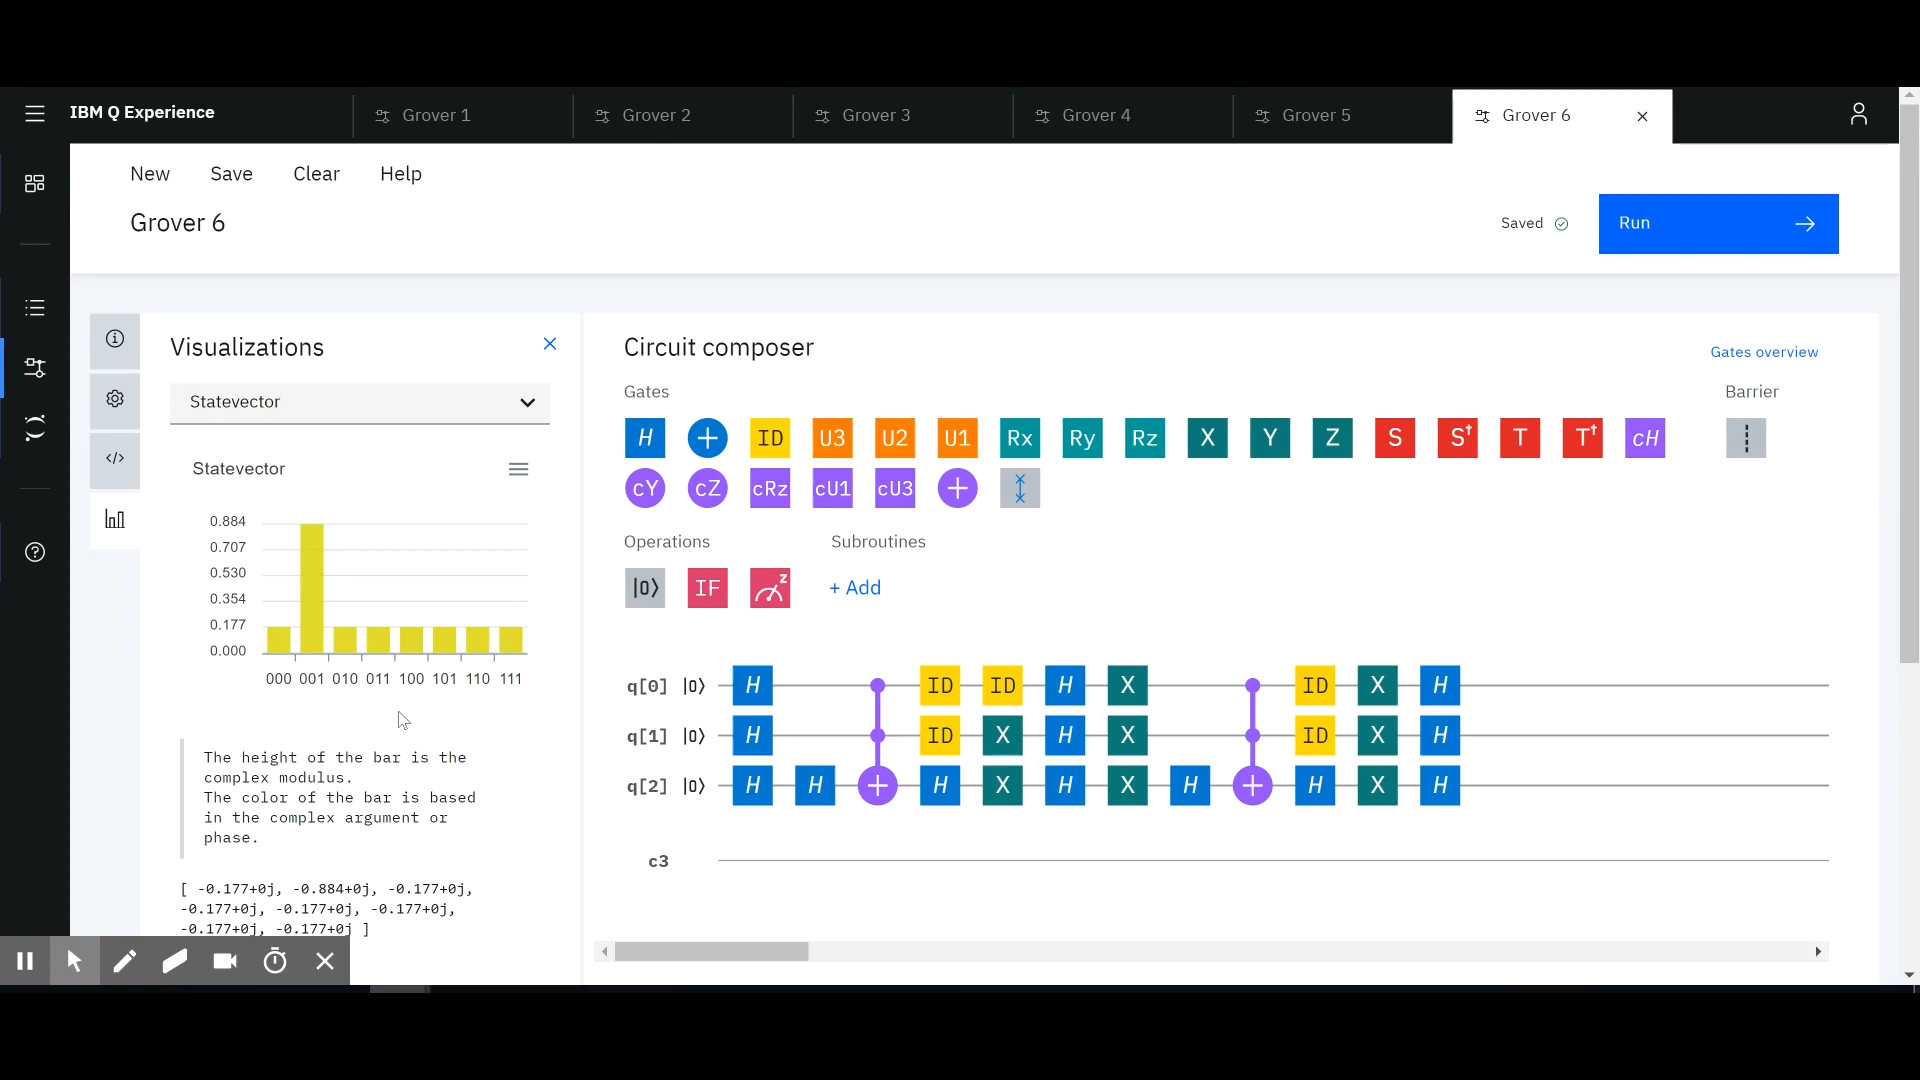 IBM Q Experience
Grover 1
Grover 2
Grover 3
Grover 4
Grover 5
Grover 6
New Save Clear Help
Grover 6
Saved
Run
Visualizations
Statevector
Statevector
0.884
0.707
0.530
0.354
0.177
0.000
000 001 010 011 100 101 110 111
The height of the bar is the
complex modulus.
The color of the bar is based
in the complex argument or
phase.
[ -0.177+0j, -0.884+0j, -0.177+0j,
-0.177+0j, -0.177+0j, -0.177+0j,
-0.177+0j, -0.177+0j ]
Circuit composer
Gates overview
Gates
Barrier
H + ID U3 U2 U1 Rx Ry Rz X Y Z S S† T T† cH
cY cZ cRz cU1 cU3 +
Operations
Subroutines
|0⟩ IF z
+ Add
q[0] |0⟩ H ID ID H X ID X H
q[1] |0⟩ H ID X H X ID X H
q[2] |0⟩ H H + H X H X H + H X H
c3